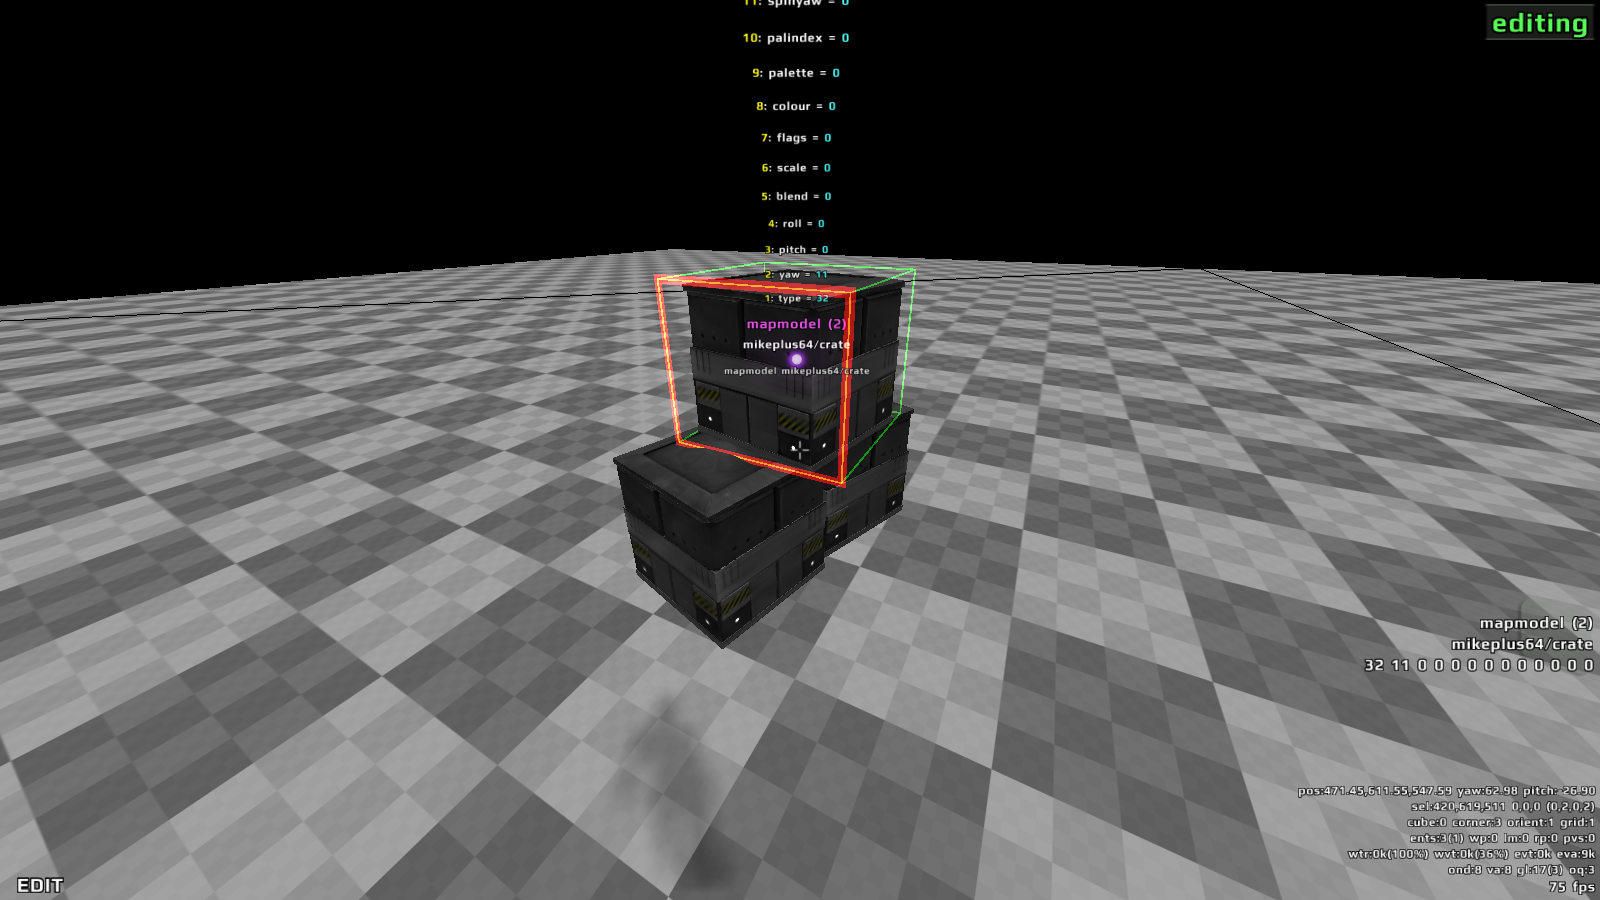 11: spinyaw = 0
editing
10: palindex = 0
9: palette = 0
8: colour = 0
7: flags = 0
6: scale = 0
5: blend = 0
4: roll = 0
3: pitch = 0
2: yaw = 11
1: type = 32
mapmodel (2)
mikeplus64/crate
mapmodel mikeplus64/crate
mapmodel (2)
mikeplus64/crate
32 11 0 0 0 0 0 0 0 0 0 0 0
pos:471.45,611.55,547.59 yaw:62.98 pitch:-26.90
sel:420,619,511 0,0,0 (0,2,0,2)
cube:0 corner:3 orient:1 grid:1
ents:3(1) wp:0 lm:0 rp:0 pvs:0
wtr:0k(100%) wvt:0k(36%) evt:0k eva:9k
ond:8 va:8 gl:17(3) oq:3
75 fps
EDIT